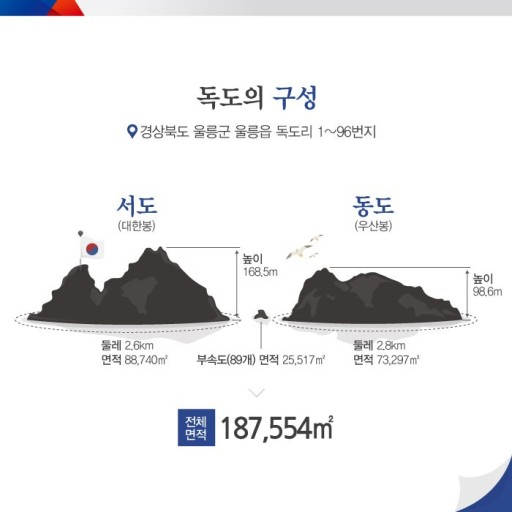 독도의 구성
경상북도 울릉군 울릉읍 독도리 1~96번지
서도
(대한봉)
높이
168,5m
둘레 2,6km
면적 88,740㎡
동도
(우산봉)
높이
98,6m
둘레 2,8km
면적 73,297㎡
부속도(89개) 면적 25,517㎡
전체
면적
187,554㎡